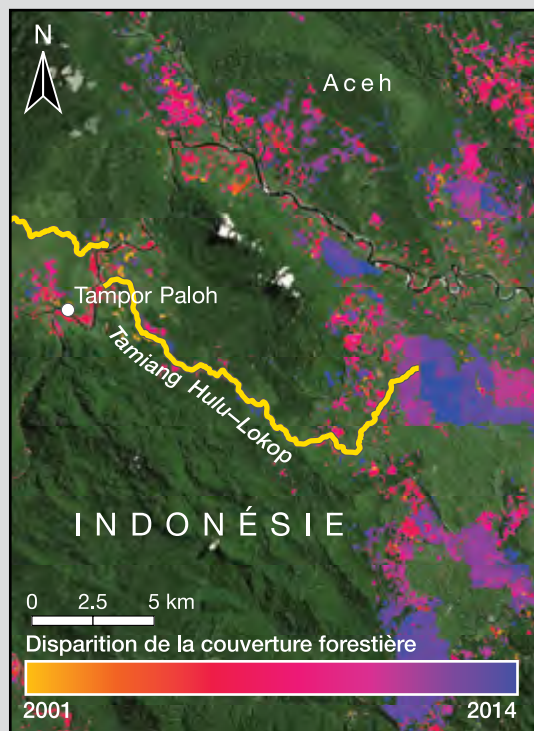 N
Aceh
Tampor Paloh
Tamiang Hulu–Lokop
INDONÉSIE
0 2.5 5 km
Disparition de la couverture forestière
2001 2014